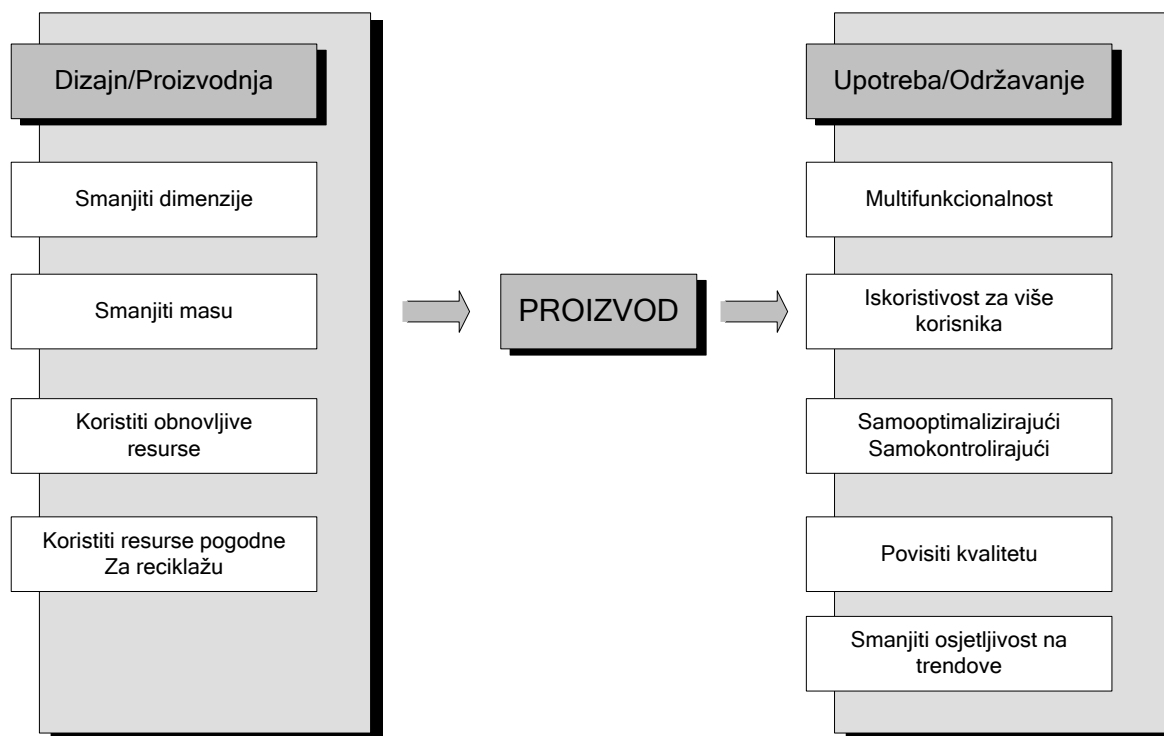 Dizajn/Proizvodnja
Smanjiti dimenzije
Smanjiti masu
Koristiti obnovljive
resurse
Koristiti resurse pogodne
Za reciklažu
PROIZVOD
Upotreba/Održavanje
Multifunkcionalnost
Iskoristivost za više
korisnika
Samooptimalizirajući
Samokontrolirajući
Povisiti kvalitetu
Smanjiti osjetljivost na
trendove